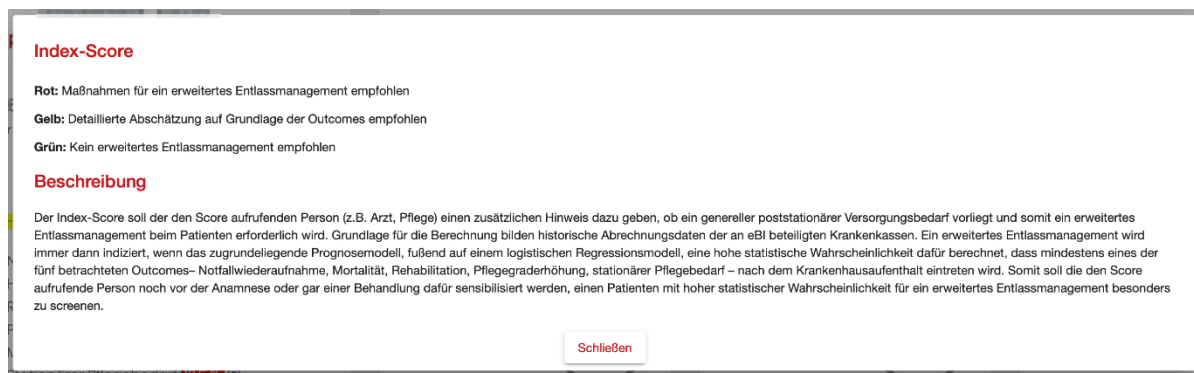 Index-Score
Rot: Maßnahmen für ein erweitertes Entlassmanagement empfohlen
Gelb: Detaillierte Abschätzung auf Grundlage der Outcomes empfohlen
Grün: Kein erweitertes Entlassmanagement empfohlen
Beschreibung
Der Index-Score soll der den Score aufrufenden Person (z.B. Arzt, Pflege) einen zusätzlichen Hinweis dazu geben, ob ein genereller poststationärer Versorgungsbedarf vorliegt und somit ein erweitertes
Entlassmanagement beim Patienten erforderlich wird. Grundlage für die Berechnung bilden historische Abrechnungsdaten der an eBI beteiligten Krankenkassen. Ein erweitertes Entlassmanagement wird
immer dann indiziert, wenn das zugrundeliegende Prognosemodell, fußend auf einem logistischen Regressionsmodell, eine hohe statistische Wahrscheinlichkeit dafür berechnet, dass mindestens eines der
fünf betrachteten Outcomes– Notfallwiederaufnahme, Mortalität, Rehabilitation, Pflegegraderhöhung, stationärer Pflegebedarf – nach dem Krankenhausaufenthalt eintreten wird. Somit soll die den Score
aufrufende Person noch vor der Anamnese oder gar einer Behandlung dafür sensibilisiert werden, einen Patienten mit hoher statistischer Wahrscheinlichkeit für ein erweitertes Entlassmanagement besonders
zu screenen.
Schließen